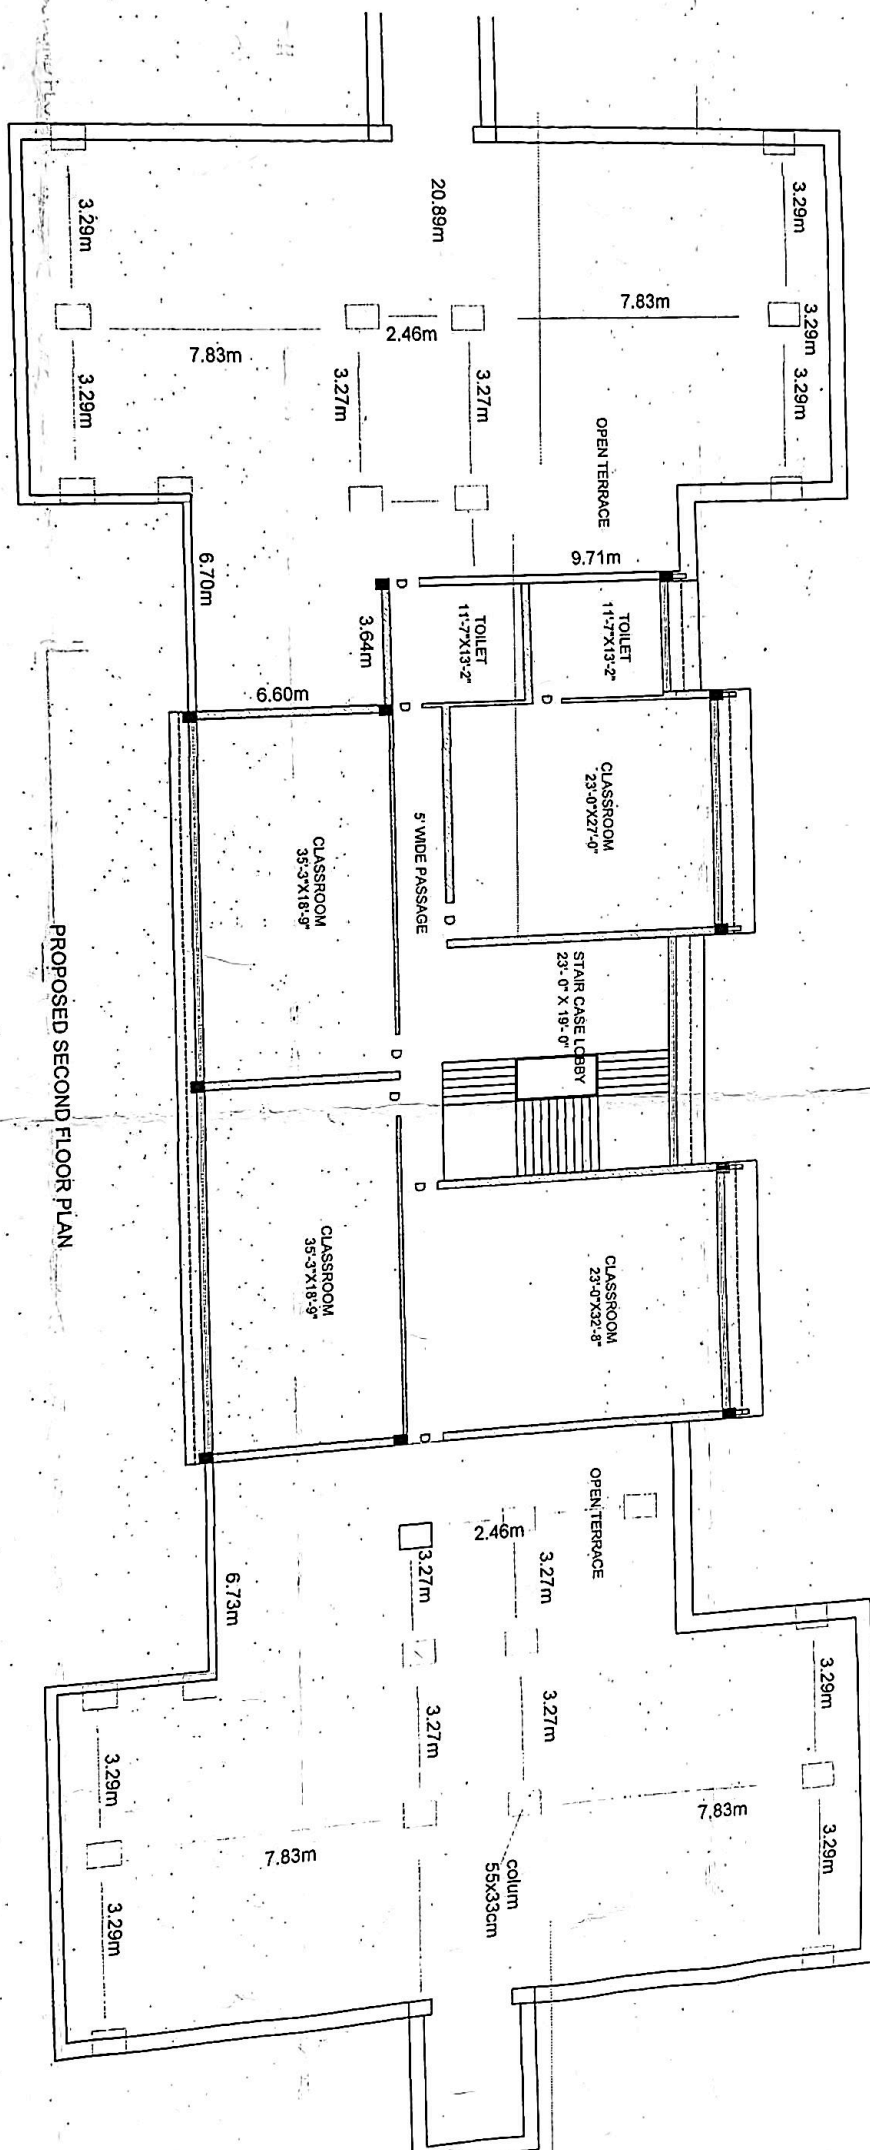 3.29m
7.83m
3.29m
3.29m
OPEN TERRACE
9.71m
TOILET
11'-7"X13'-2"
CLASSROOM
23'-0"X27'-0"
STAIR CASE LOBBY
23'- 0" X 19'- 0"
CLASSROOM
23'-0"X32'-8"
OPEN TERRACE
3.29m
7.83m
3.29m
20.89m
2.46m
3.27m
3.27m
TOILET
11'-7"X13'-2"
D
D
D
3.64m
5' WIDE PASSAGE
D
D
D
D
D
2.46m
3.27m
3.27m
3.27m
3.27m
colum
55x33cm
3.29m
7.83m
3.29m
6.70m
6.60m
CLASSROOM
35'-3"X18'-9"
CLASSROOM
35'-3"X18'-9"
6.73m
3.29m
7.83m
3.29m
PROPOSED SECOND FLOOR PLAN